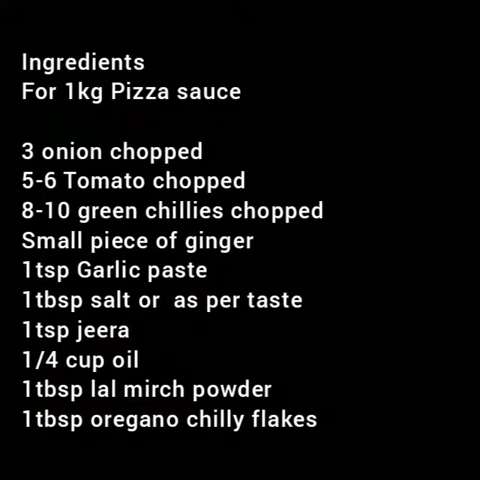 Ingredients
For 1kg Pizza sauce
3 onion chopped
5-6 Tomato chopped
8-10 green chillies chopped
Small piece of ginger
1tsp Garlic paste
1tbsp salt or  as per taste
1tsp jeera
1/4 cup oil
1tbsp lal mirch powder
1tbsp oregano chilly flakes